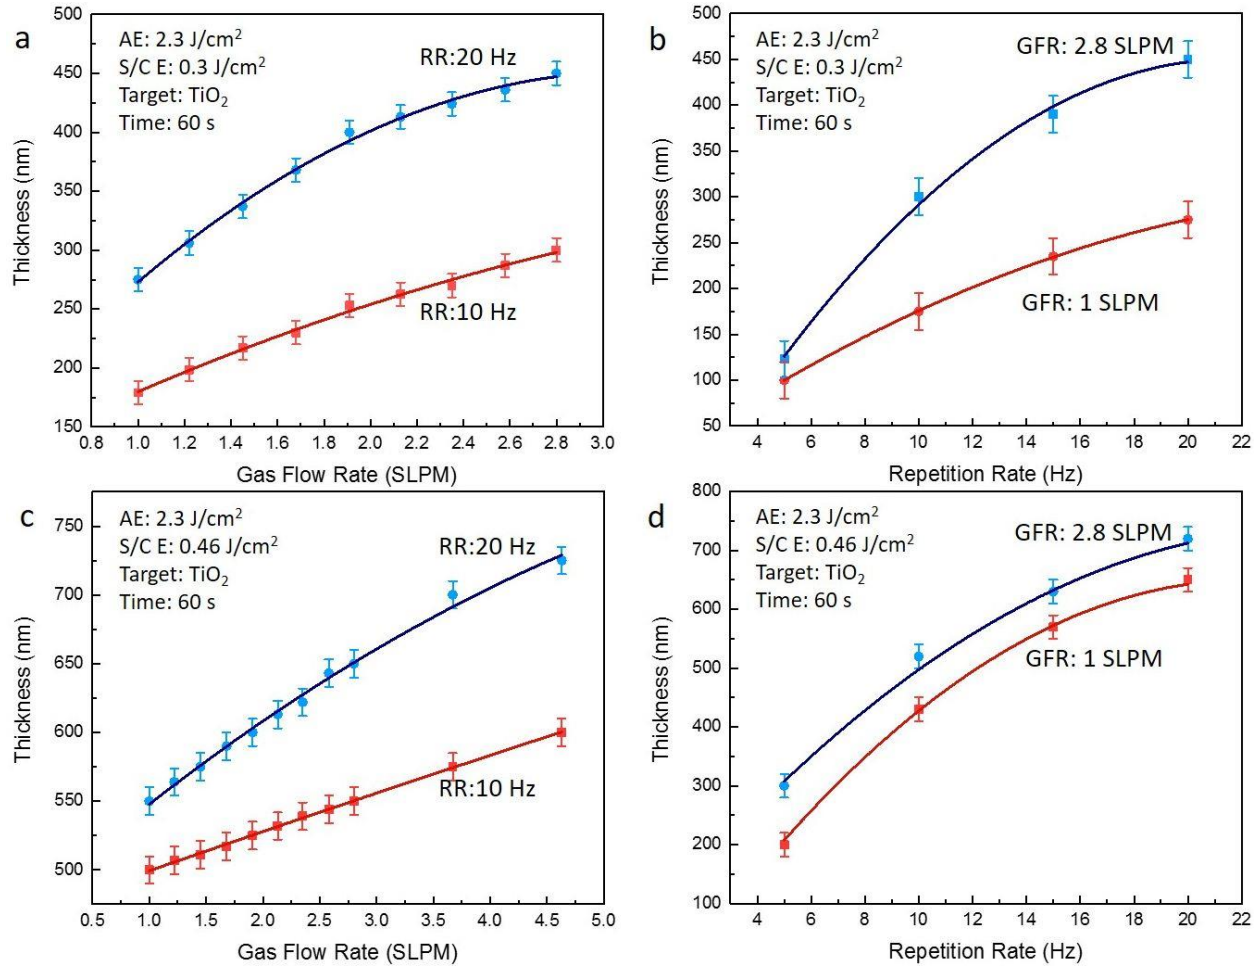 a
AE: 2.3 J/cm²
S/C E: 0.3 J/cm²
Target: TiO₂
Time: 60 s
RR:20 Hz
RR:10 Hz
Thickness (nm)
500
450
400
350
300
250
200
150
0.8 1.0 1.2 1.4 1.6 1.8 2.0 2.2 2.4 2.6 2.8 3.0
Gas Flow Rate (SLPM)
b
AE: 2.3 J/cm²
S/C E: 0.3 J/cm²
Target: TiO₂
Time: 60 s
GFR: 2.8 SLPM
GFR: 1 SLPM
Thickness (nm)
500
450
400
350
300
250
200
150
100
50
4 6 8 10 12 14 16 18 20 22
Repetition Rate (Hz)
c
AE: 2.3 J/cm²
S/C E: 0.46 J/cm²
Target: TiO₂
Time: 60 s
RR:20 Hz
RR:10 Hz
Thickness (nm)
750
700
650
600
550
500
0.5 1.0 1.5 2.0 2.5 3.0 3.5 4.0 4.5 5.0
Gas Flow Rate (SLPM)
d
AE: 2.3 J/cm²
S/C E: 0.46 J/cm²
Target: TiO₂
Time: 60 s
GFR: 2.8 SLPM
GFR: 1 SLPM
Thickness (nm)
800
700
600
500
400
300
200
100
4 6 8 10 12 14 16 18 20 22
Repetition Rate (Hz)